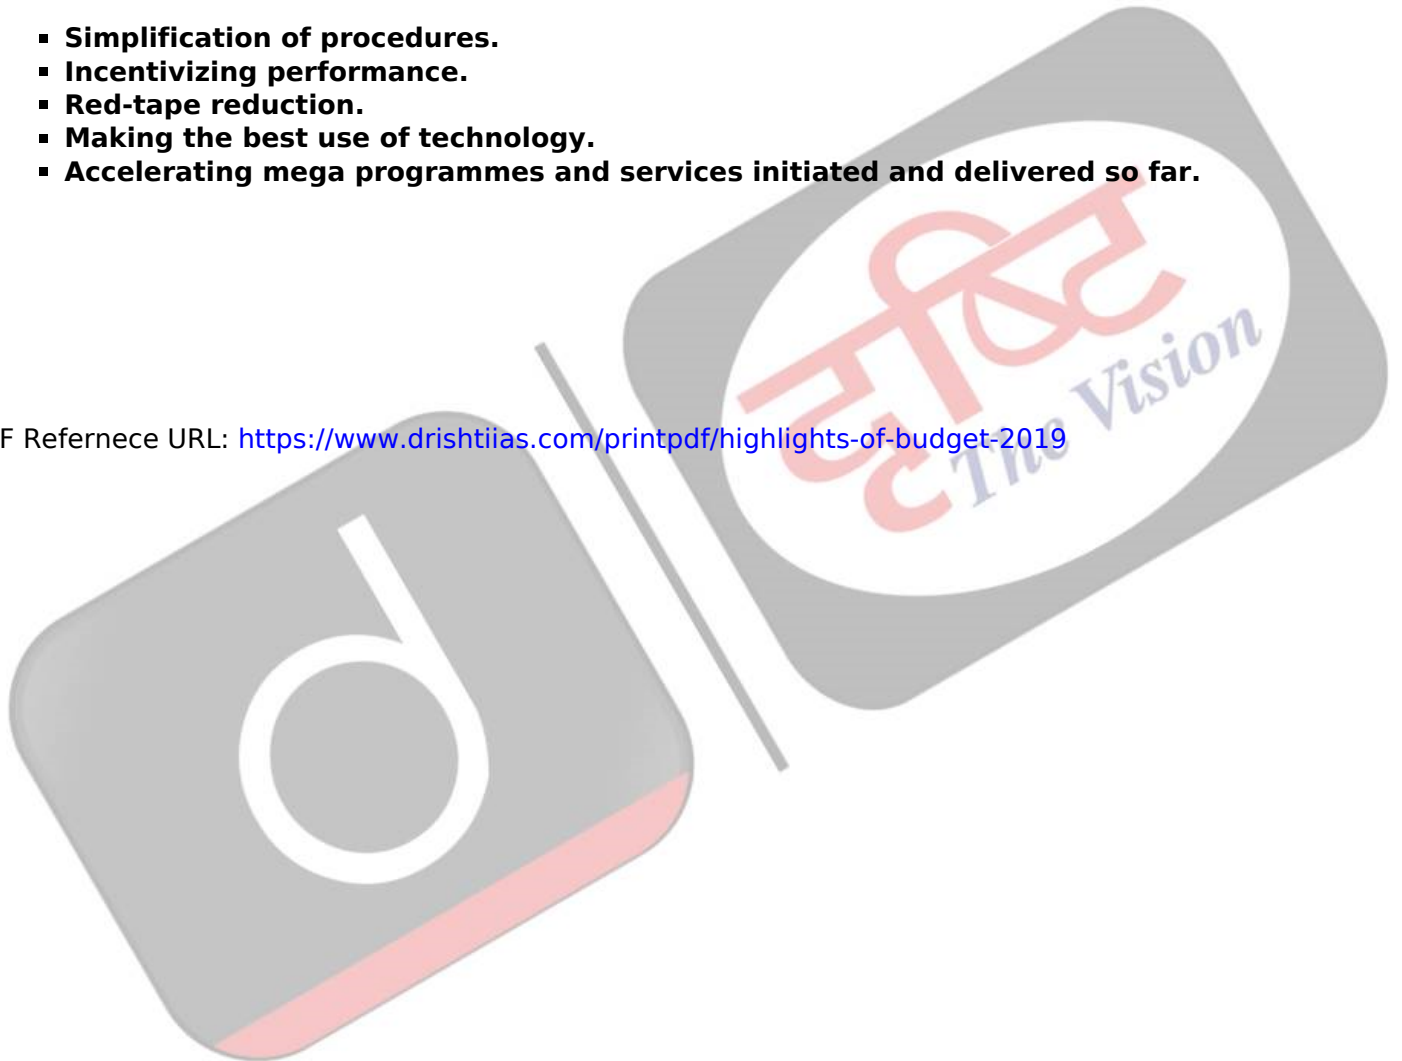 ▪ Simplification of procedures.
▪ Incentivizing performance.
▪ Red-tape reduction.
▪ Making the best use of technology.
▪ Accelerating mega programmes and services initiated and delivered so far.
दृष्टि
The Vision
F Refernece URL: https://www.drishtiias.com/printpdf/highlights-of-budget-2019
d